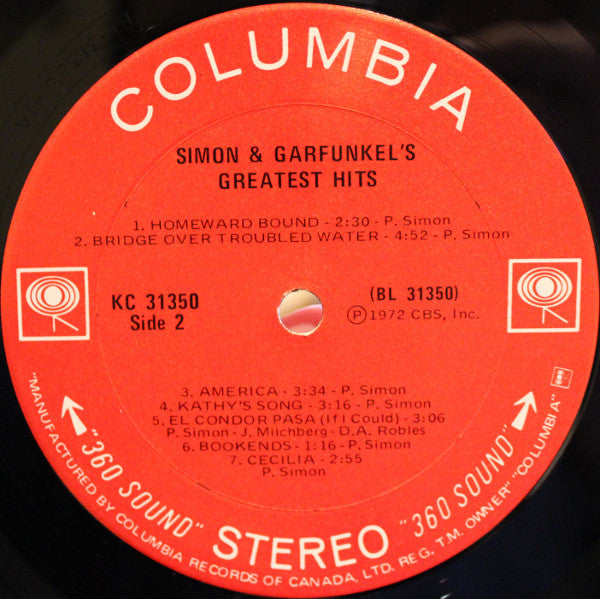 COLUMBIA
SIMON & GARFUNKEL'S
GREATEST HITS
1. HOMEWARD BOUND - 2:30 - P. Simon
2. BRIDGE OVER TROUBLED WATER - 4:52 - P. Simon
KC 31350
Side 2
(BL 31350)
Ⓟ1972 CBS, Inc.
3. AMERICA - 3:34 - P. Simon
4. KATHY'S SONG - 3:16 - P. Simon
5. EL CONDOR PASA (If I Could) - 3:06
P. Simon - J. Milchberg - D.A. Robles
6. BOOKENDS - 1:16 - P. Simon
7. CECILIA - 2:55
P. Simon
"360 SOUND" STEREO "360 SOUND"
"MANUFACTURED BY COLUMBIA RECORDS OF CANADA, LTD. REG. T.M. OWNER" "COLUMBIA"